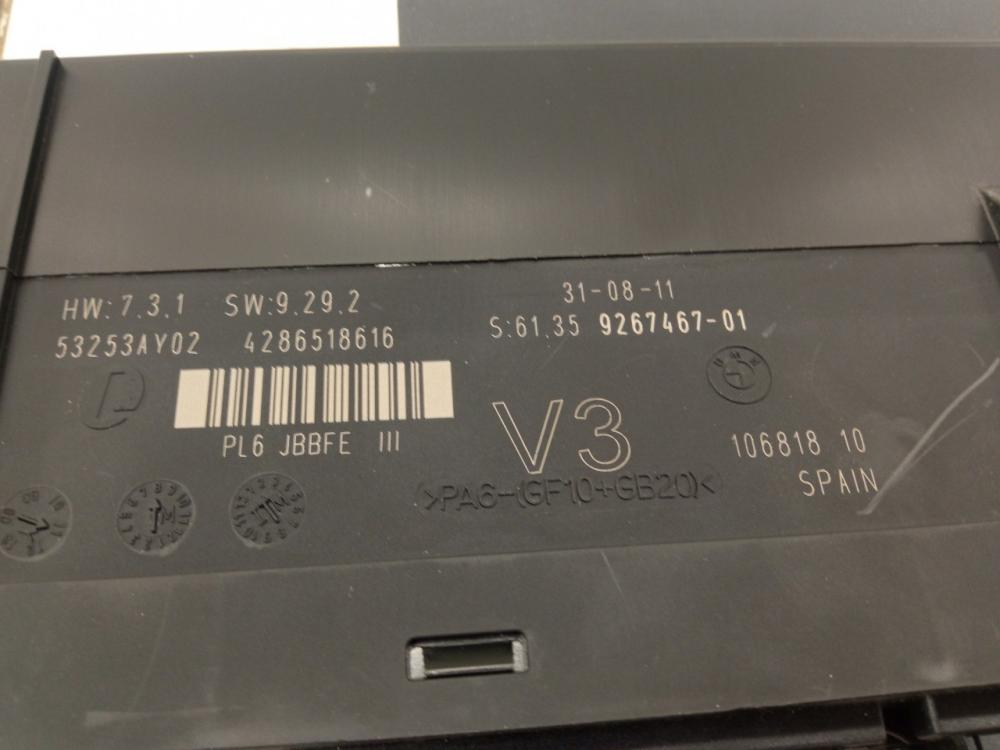 HW:7.3.1 SW:9.29.2
31-08-11
53253AY02 4286518616
S:61.35 9267467-01
BMW
PL6 JBBFE III
V3
106818 10
SPAIN
>PA6-(GF10+GB20)<